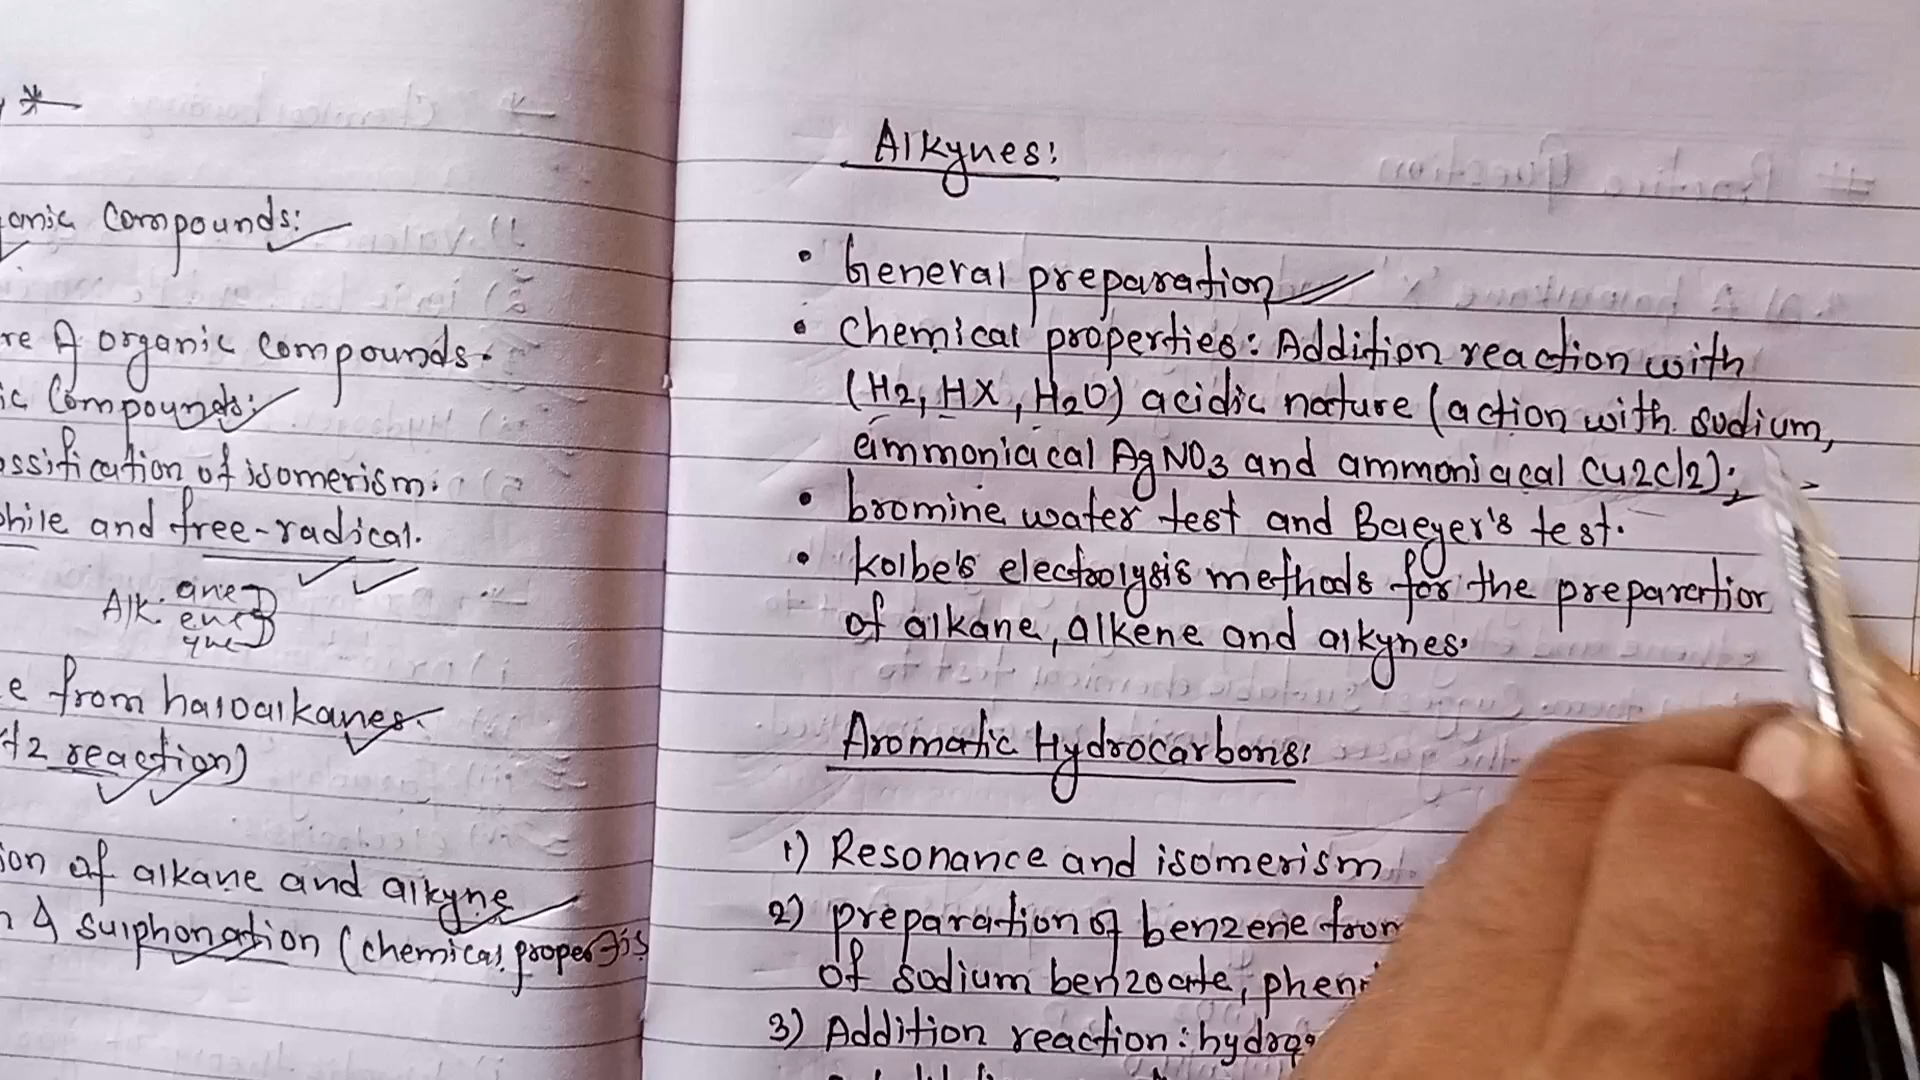 onic Compounds:
re of organic compounds.
ic Compounds:
ssification of isomerism.
phile and free-radical.
Alk. ane
ene
yne
e from haloalkanes.
H2 reaction)
ion of alkane and alkyne
n & sulphonation (chemical properties
Alkynes:
• General preparation
• Chemical properties: Addition reaction with
(H2, HX, H2O) acidic nature (action with sodium,
ammoniacal AgNO3 and ammoniacal Cu2Cl2);
• bromine water test and Baeyer's test.
• Kolbe's electrolysis methods for the preparation
of alkane, alkene and alkynes.
Aromatic Hydrocarbons:
1) Resonance and isomerism
2) preparation of benzene from
of sodium benzoate, phen
3) Addition reaction: hydrog